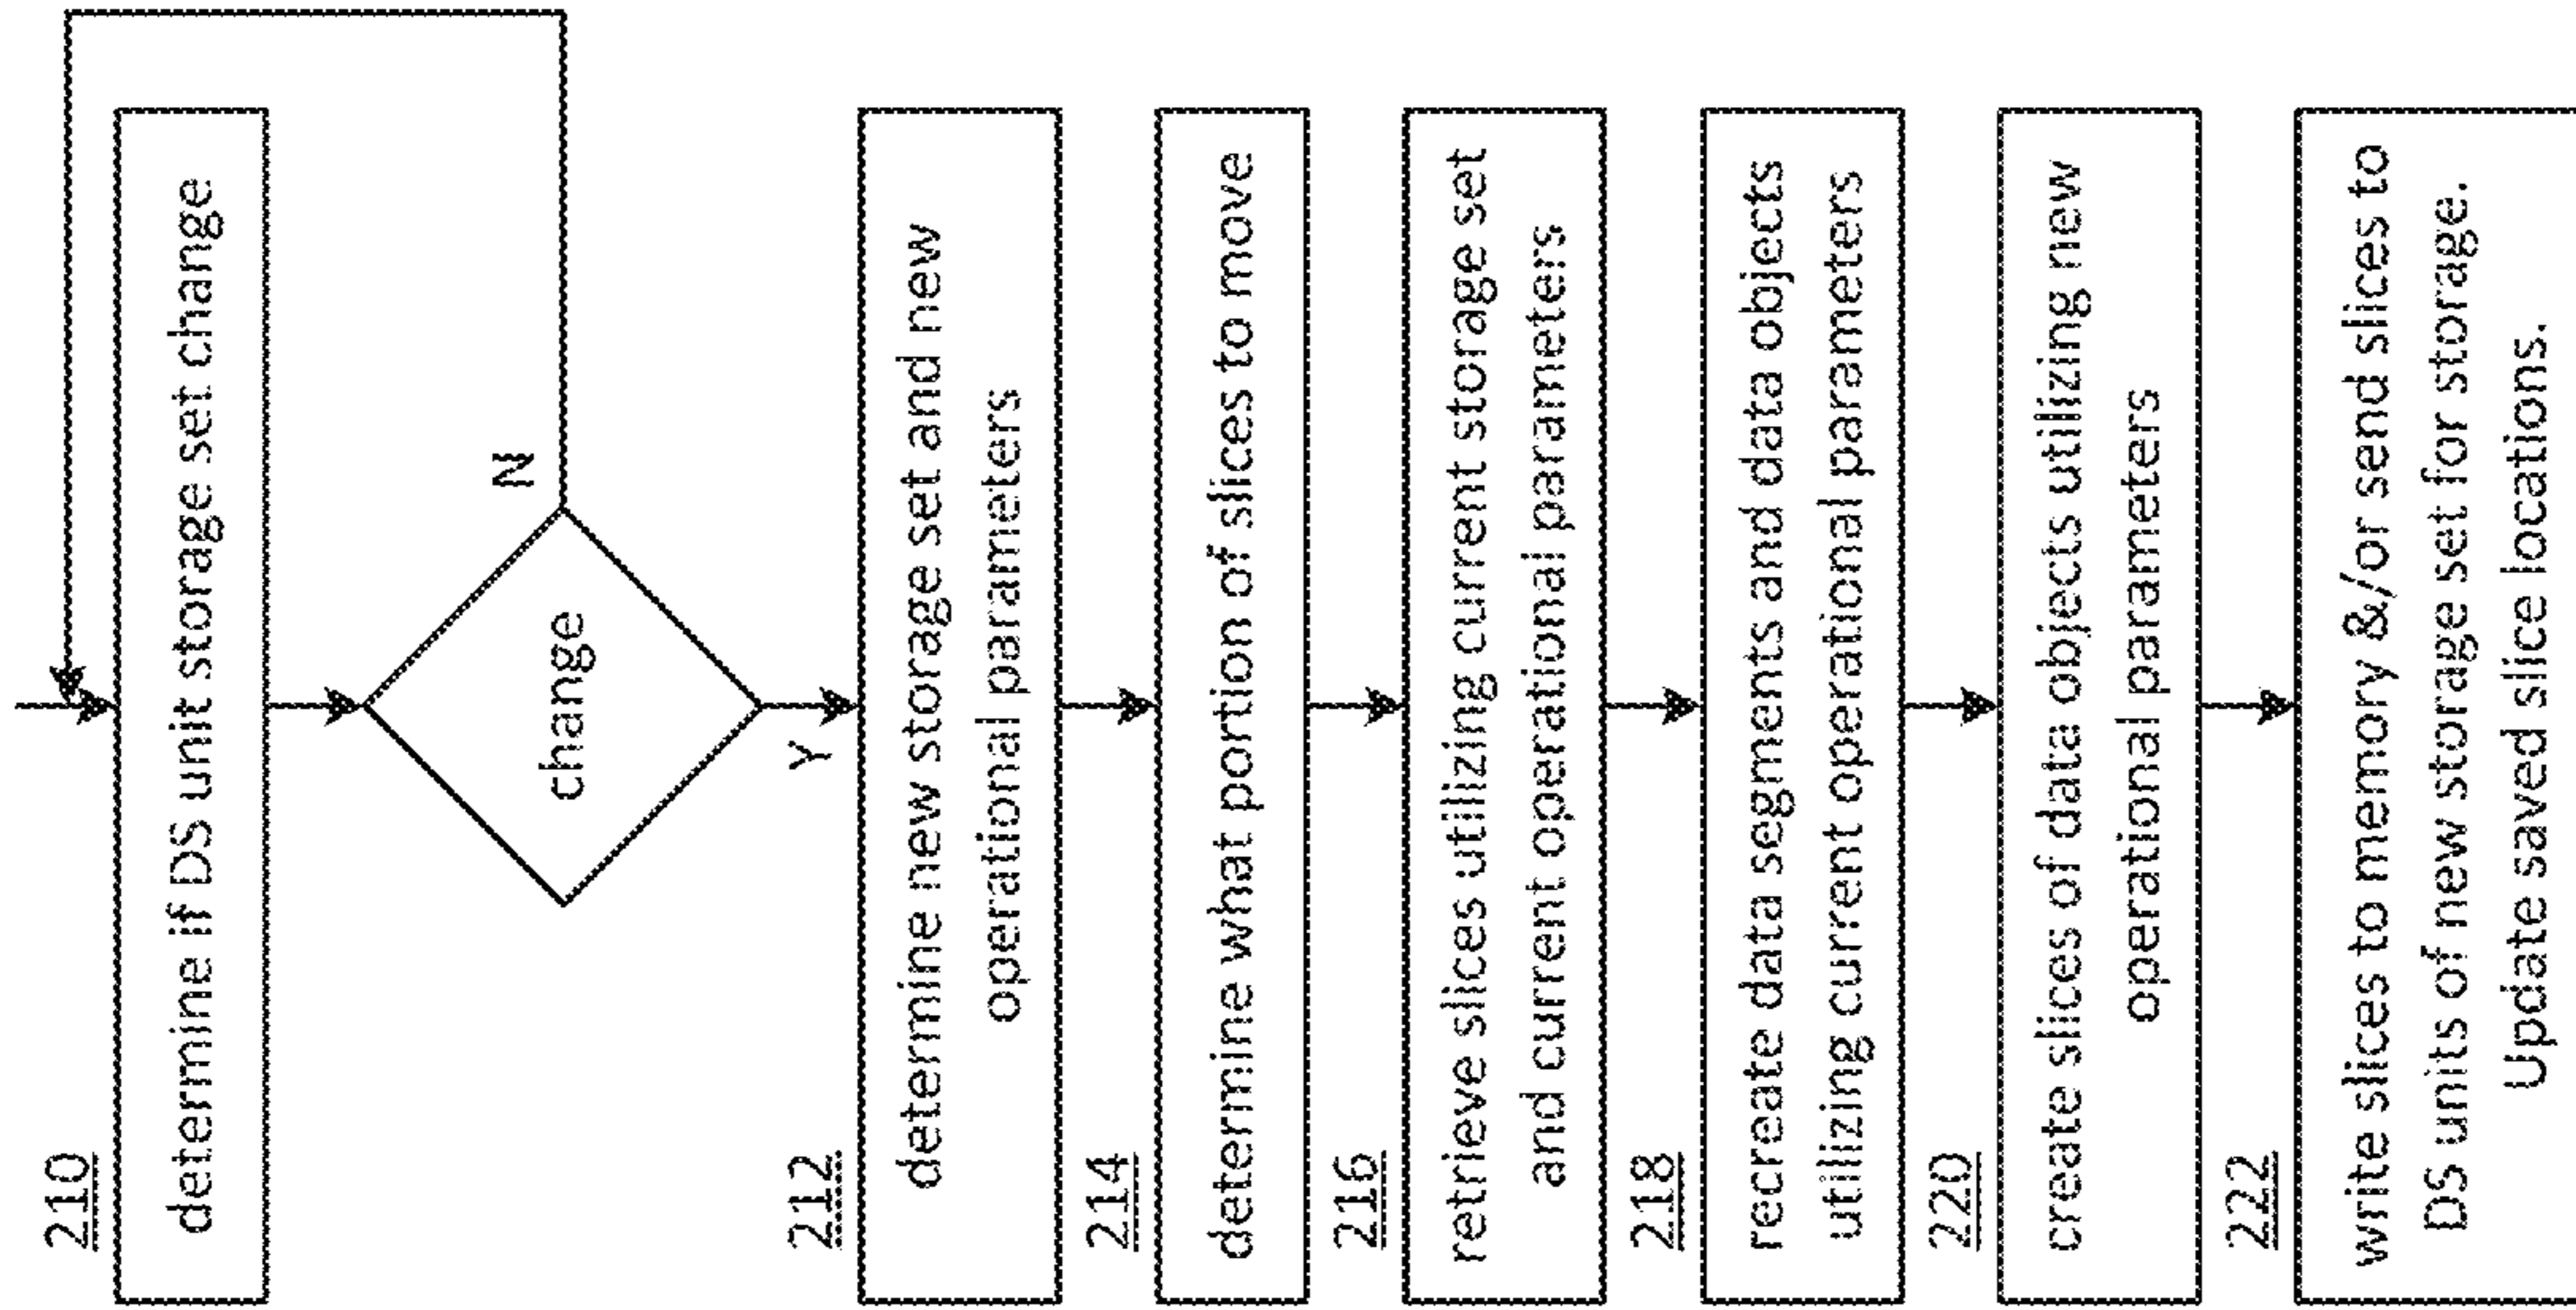 210
determine if DS unit storage set change
change
N
Y
212
determine new storage set and new
operational parameters
214
determine what portion of slices to move
216
retrieve slices utilizing current storage set
and current operational parameters
218
recreate data segments and data objects
utilizing current operational parameters
220
create slices of data objects utilizing new
operational parameters
222
write slices to memory &/or send slices to
DS units of new storage set for storage.
Update saved slice locations.